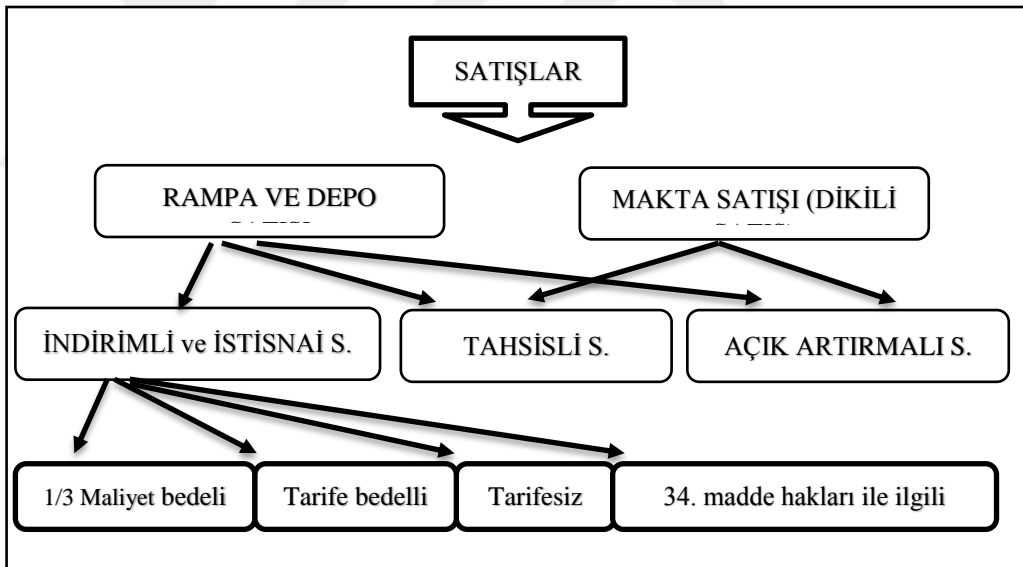 SATIŞLAR
RAMPA VE DEPO
MAKTA SATIŞI (DİKİLİ
İNDİRİMLİ ve İSTİSNAİ S.
TAHSİSLİ S.
AÇIK ARTIRMALI S.
1/3 Maliyet bedeli
Tarife bedelli
Tarifesiz
34. madde hakları ile ilgili